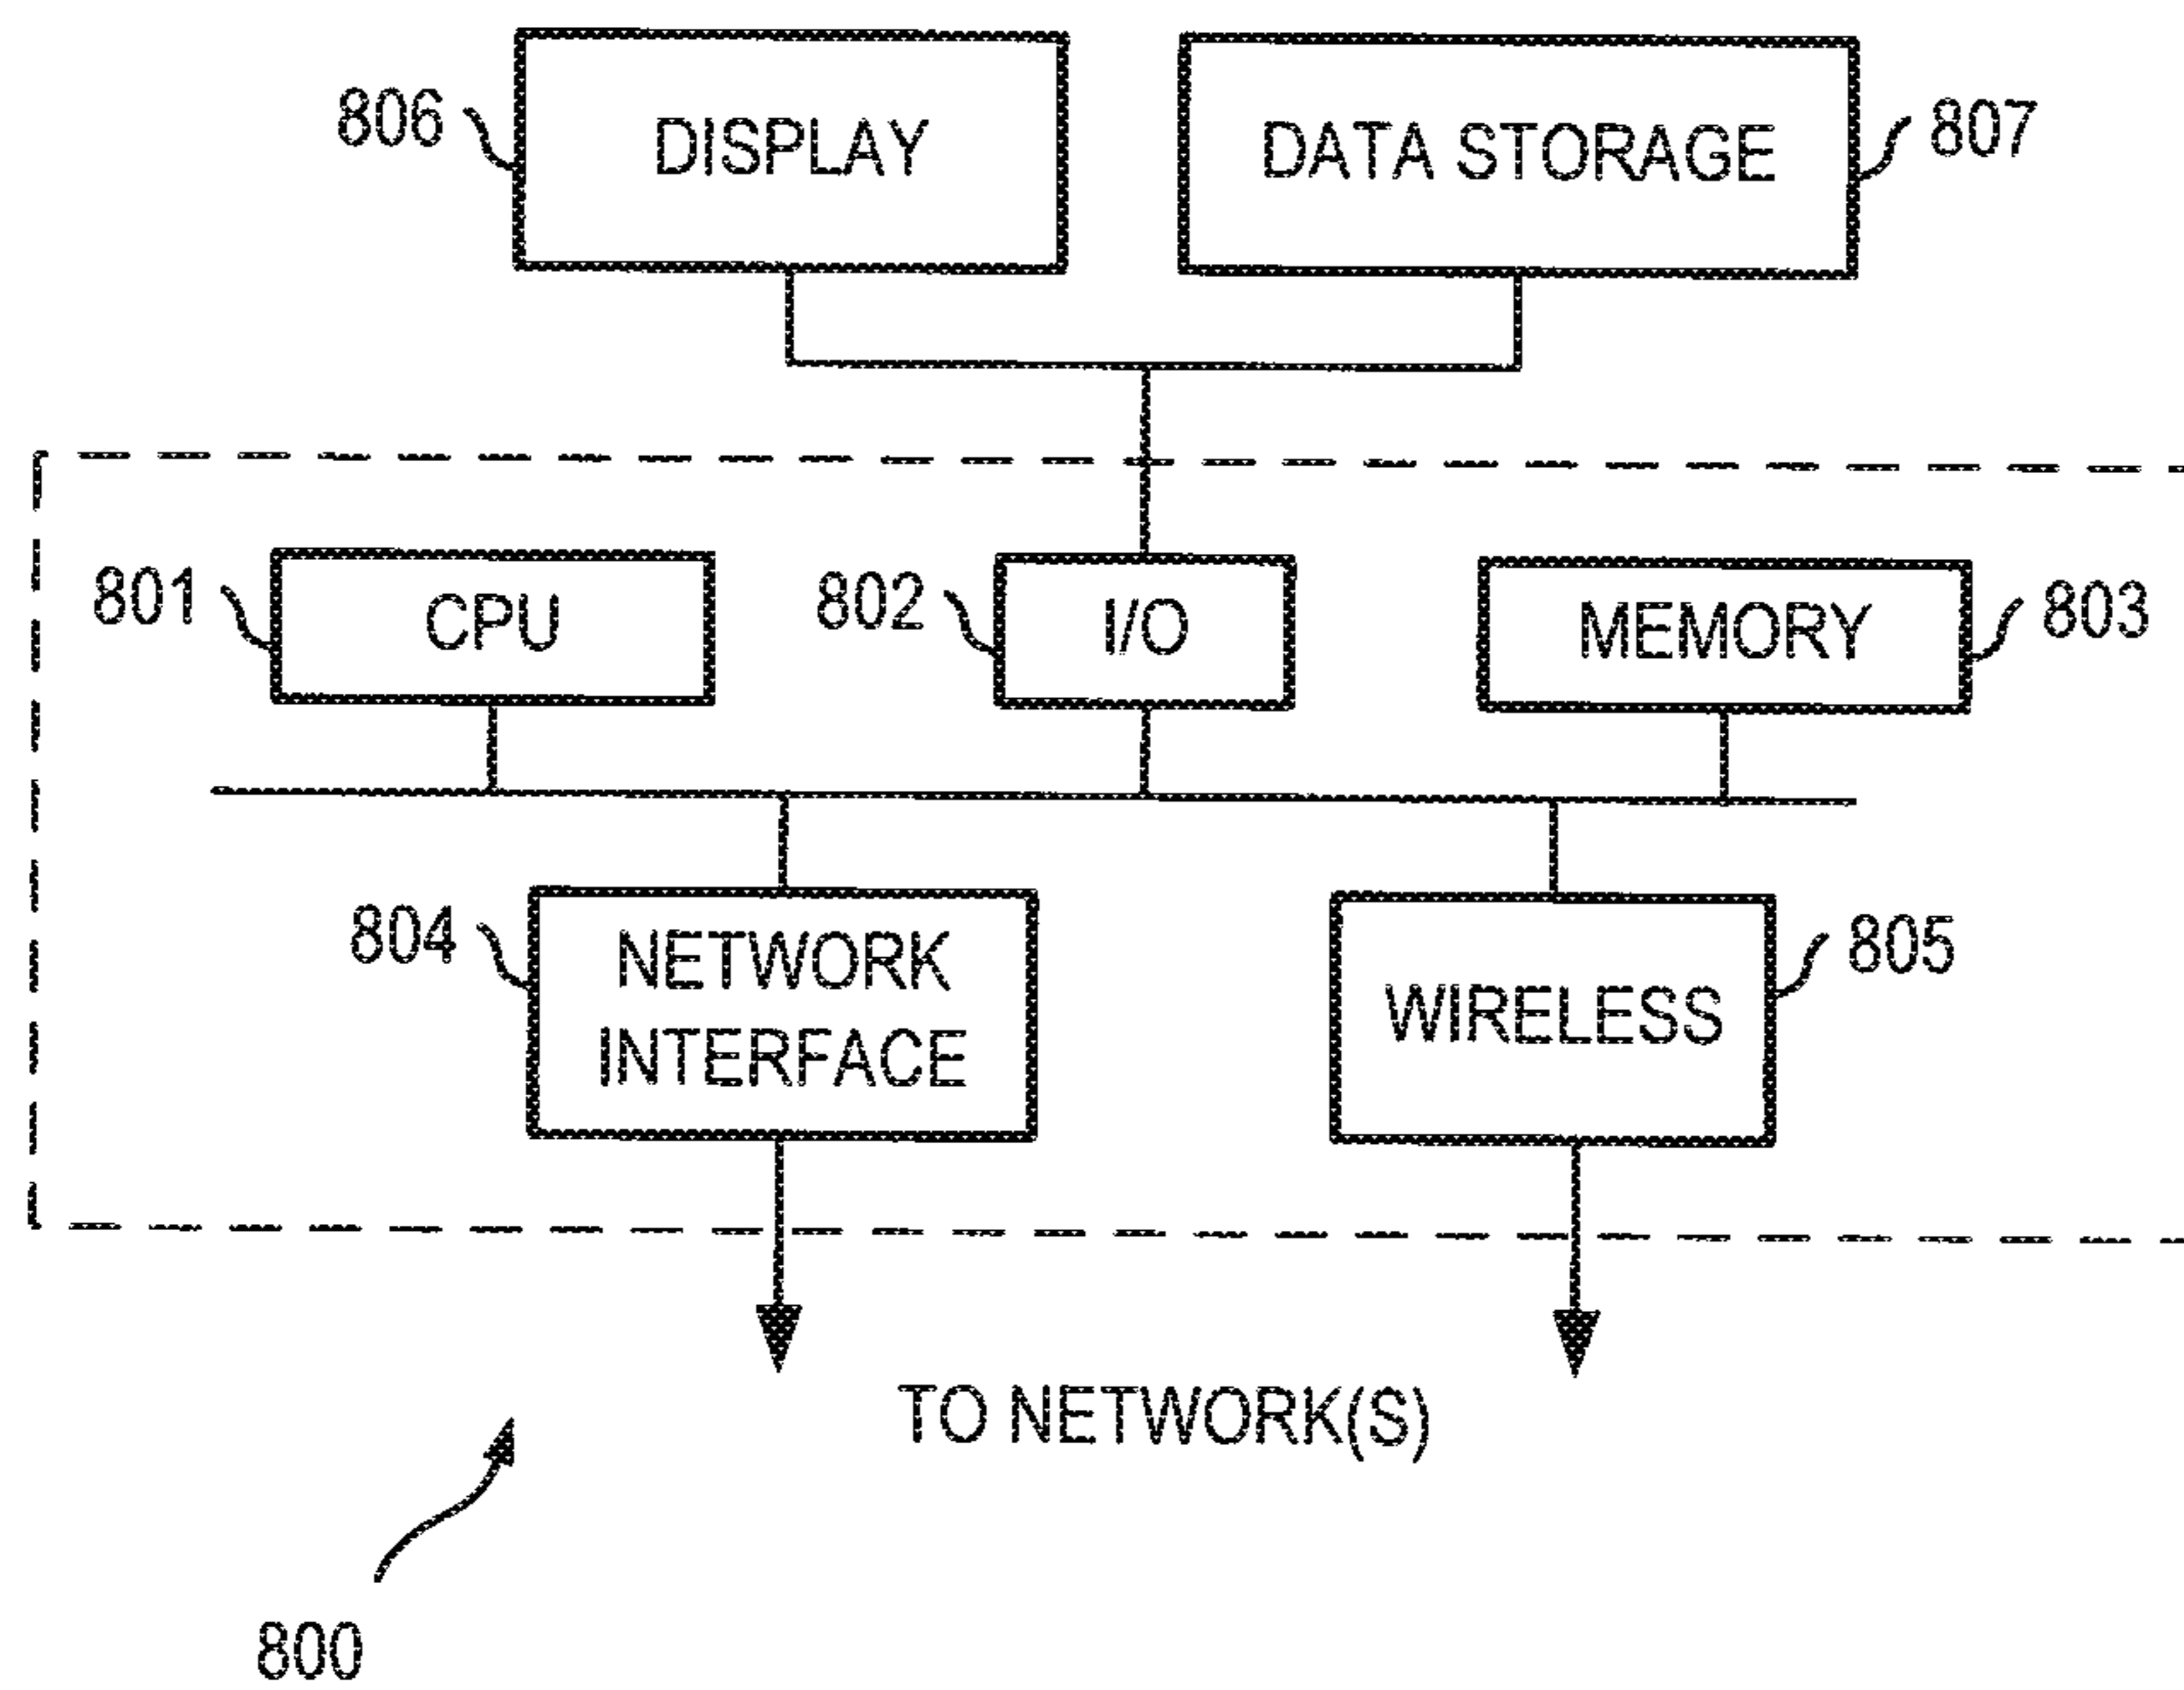 806 DISPLAY DATA STORAGE 807
801 CPU 802 I/O MEMORY 803
804 NETWORK INTERFACE WIRELESS 805
TO NETWORK(S)
800